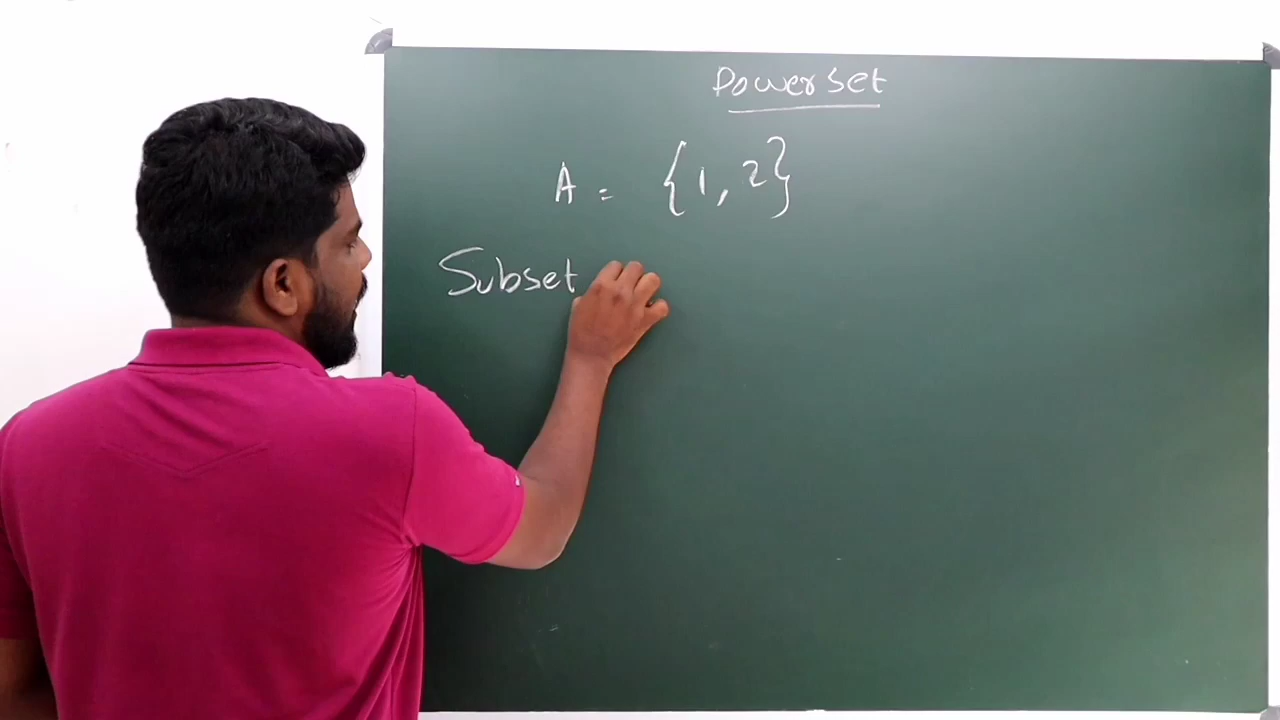 Powerset
A = {1, 2}
Subset